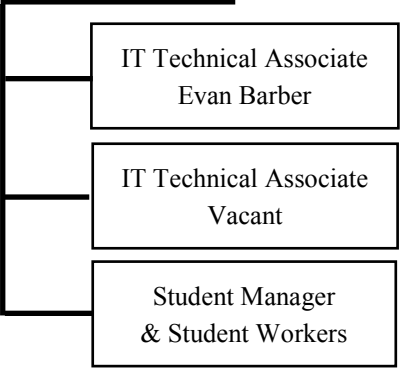 IT Technical Associate
Evan Barber
IT Technical Associate
Vacant
Student Manager
& Student Workers